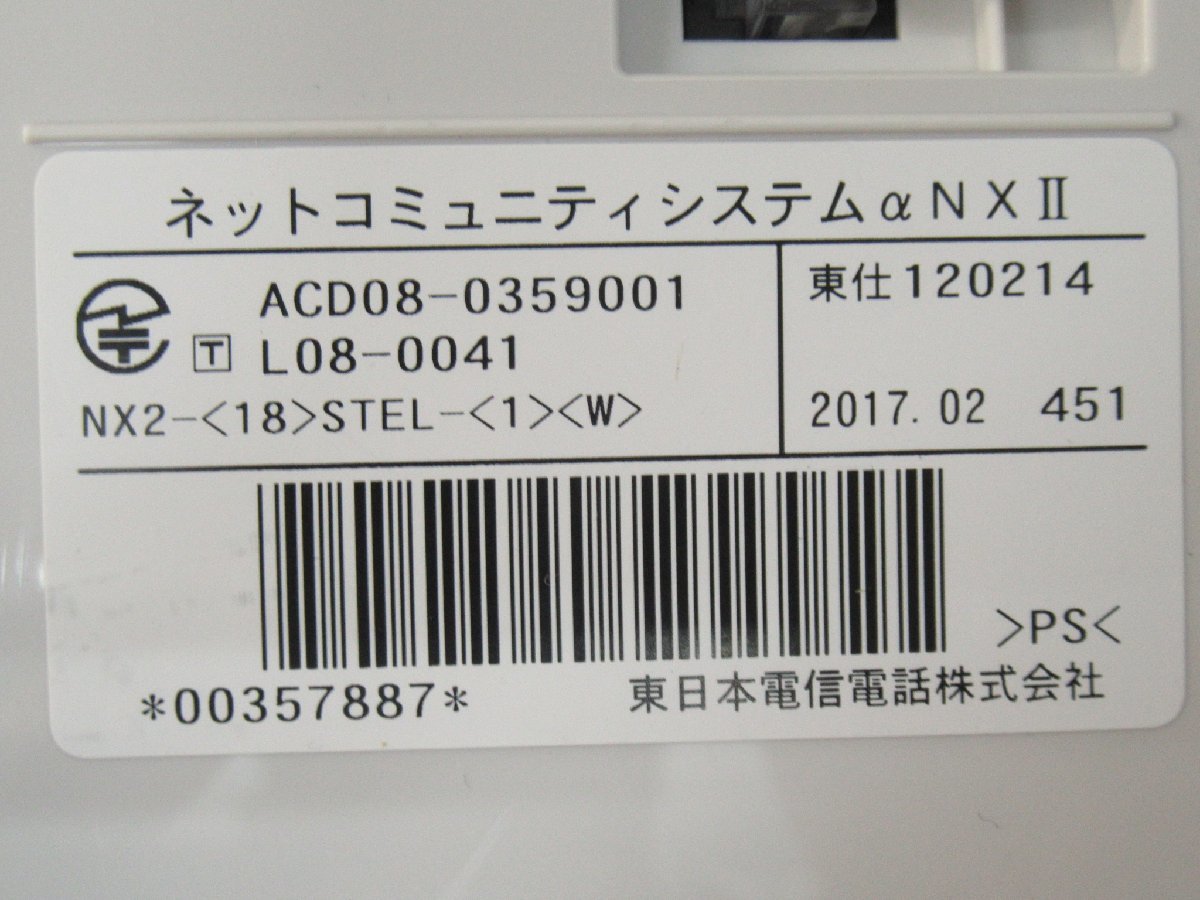 ネットコミュニティシステムαNXⅡ
ACD08-0359001
T L08-0041
NX2-<18>STEL-<1><W>
東仕120214
2017.02 451
>PS<
*00357887*
東日本電信電話株式会社